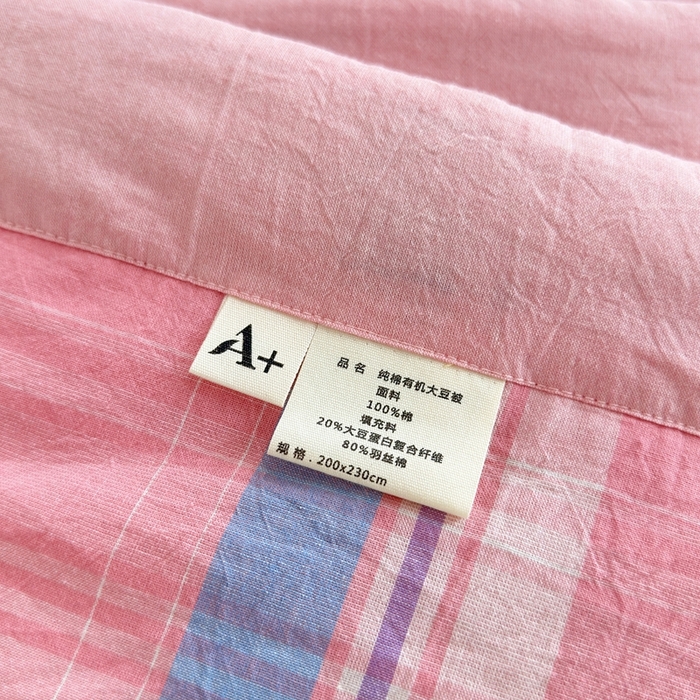 A+
品名 纯棉有机大豆被
面料
100%棉
填充料
20%大豆蛋白复合纤维
80%羽丝棉
规格.200x230cm